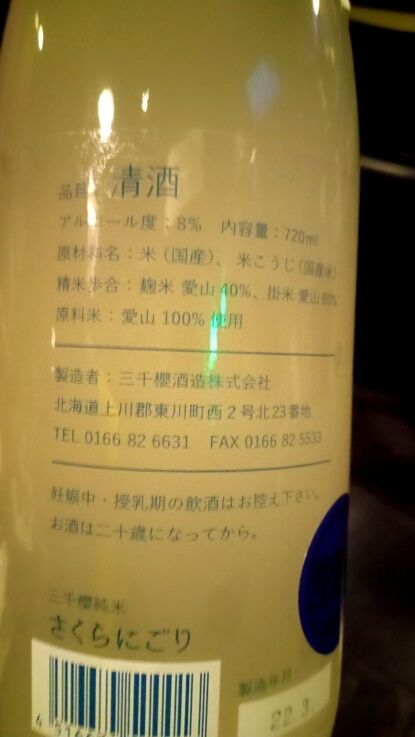 品目 清酒
アルコール度：8％　内容量：720ml
原材料名：米（国産）、米こうじ（国産米
精米歩合：麹米 愛山 40%、掛米 愛山 60%
原料米：愛山 100% 使用
製造者：三千櫻酒造株式会社
北海道上川郡東川町西2号北23番地
TEL 0166 82 6631　FAX 0166 82 5533
妊娠中・授乳期の飲酒はお控え下さい。
お酒は二十歳になってから。
三千櫻純米
さくらにごり
製造年月
22.3